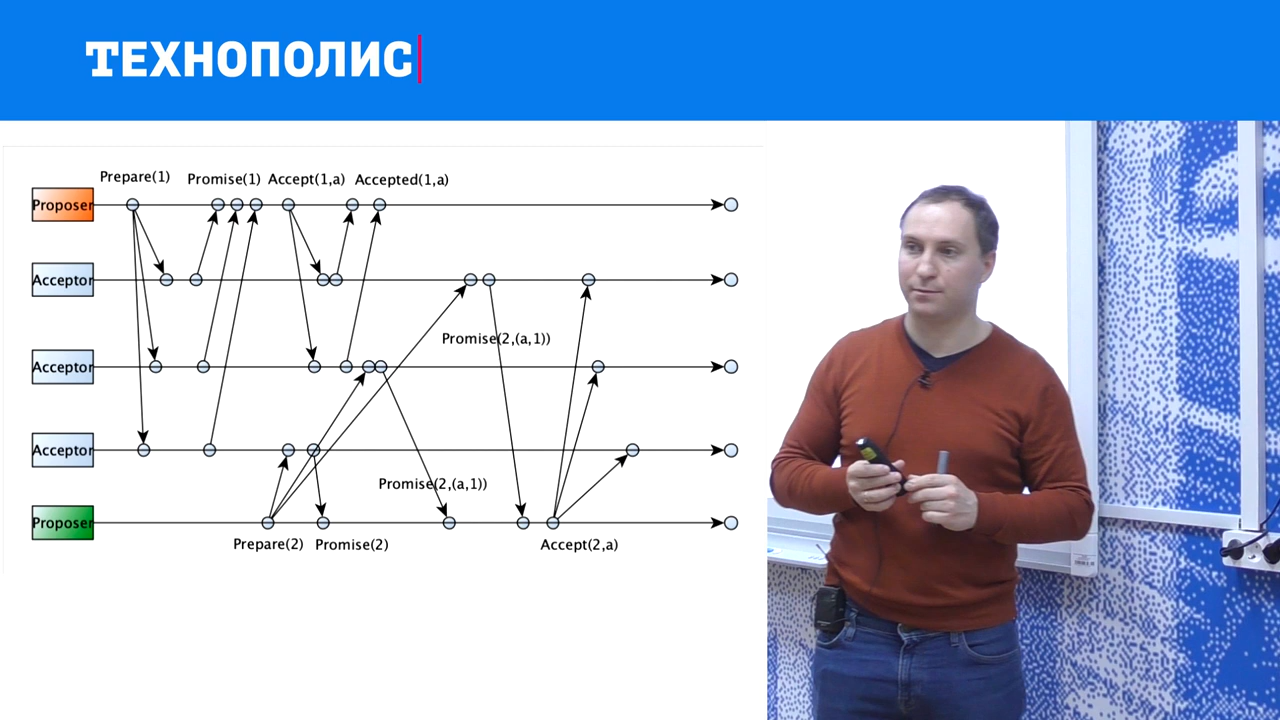 ТЕХНОПОЛИС
Prepare(1)
Promise(1)
Accept(1,a)
Accepted(1,a)
Proposer
Acceptor
Promise(2,(a,1))
Acceptor
Acceptor
Promise(2,(a,1))
Proposer
Prepare(2)
Promise(2)
Accept(2,a)